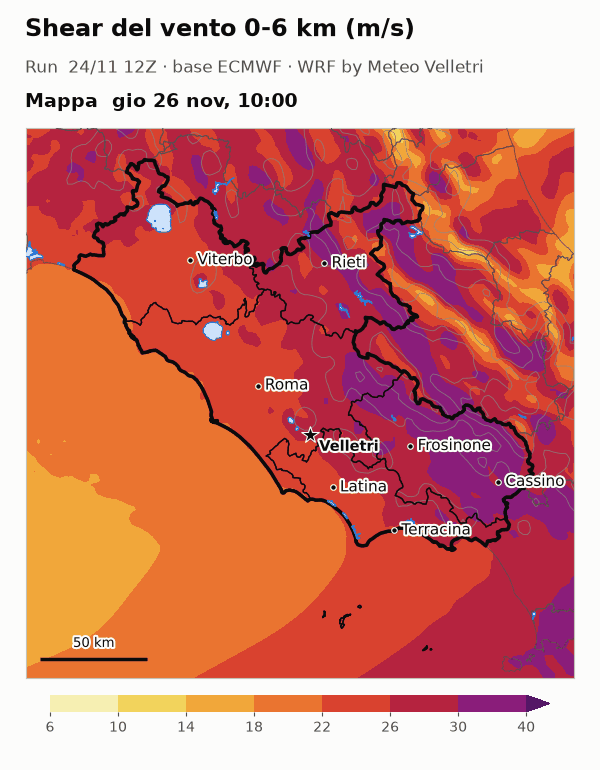 Shear del vento 0-6 km (m/s)
Run  24/11 12Z · base ECMWF · WRF by Meteo Velletri
Mappa  gio 26 nov, 10:00
Viterbo
Rieti
Roma
Velletri
Frosinone
Cassino
Latina
Terracina
50 km
6 10 14 18 22 26 30 40